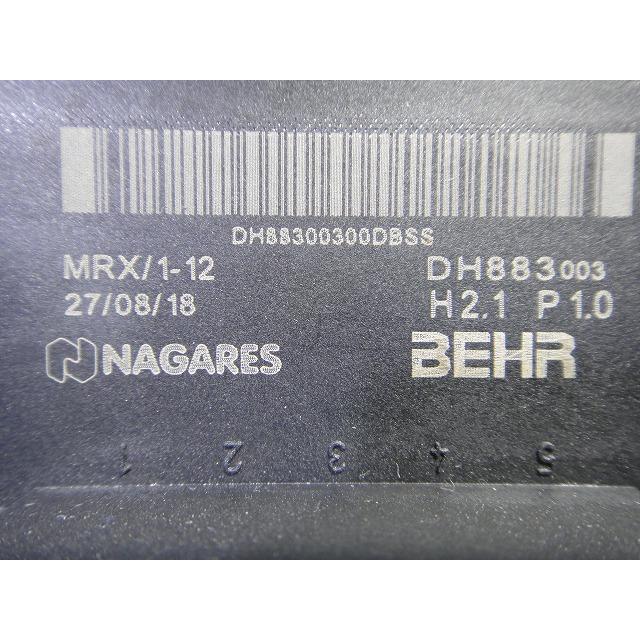 DH88300300DBSS
MRX/1-12 DH883003
27/08/18 H2.1 P1.0
NAGARES BEHR
1 2 3 4 5